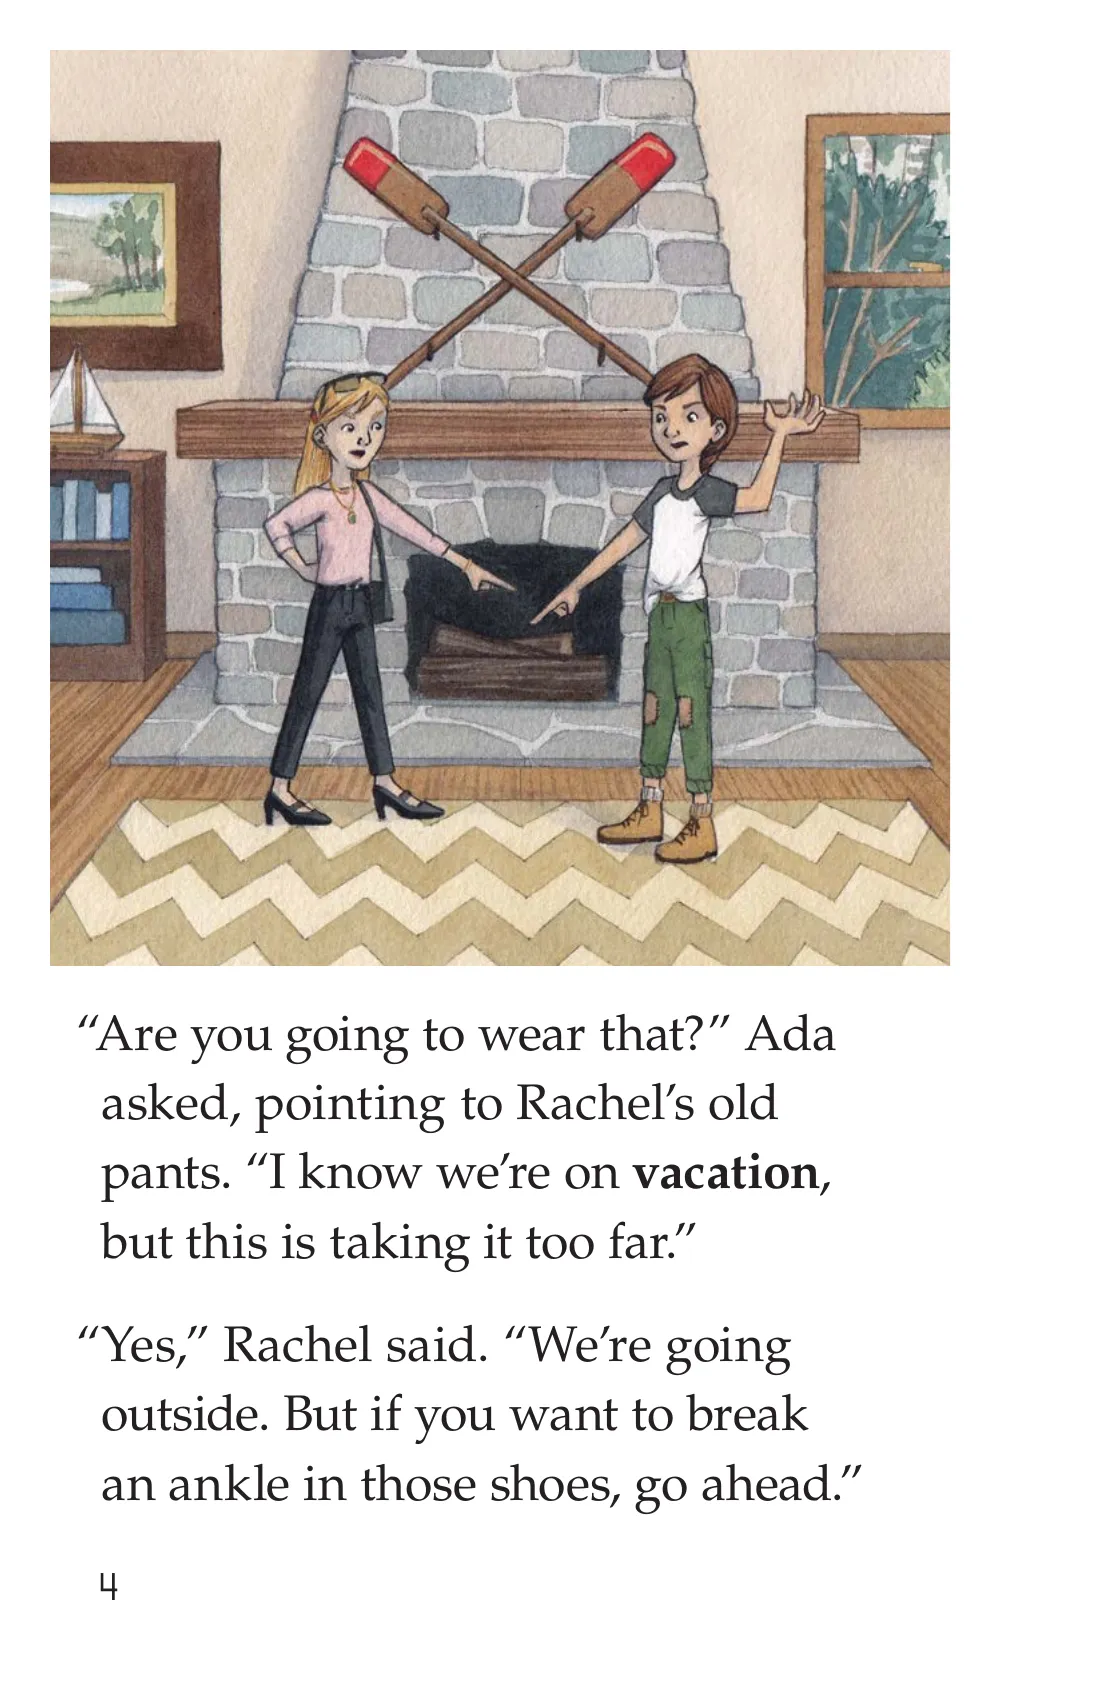 “Are you going to wear that?” Ada
asked, pointing to Rachel’s old
pants. “I know we’re on vacation,
but this is taking it too far.”
“Yes,” Rachel said. “We’re going
outside. But if you want to break
an ankle in those shoes, go ahead.”
4